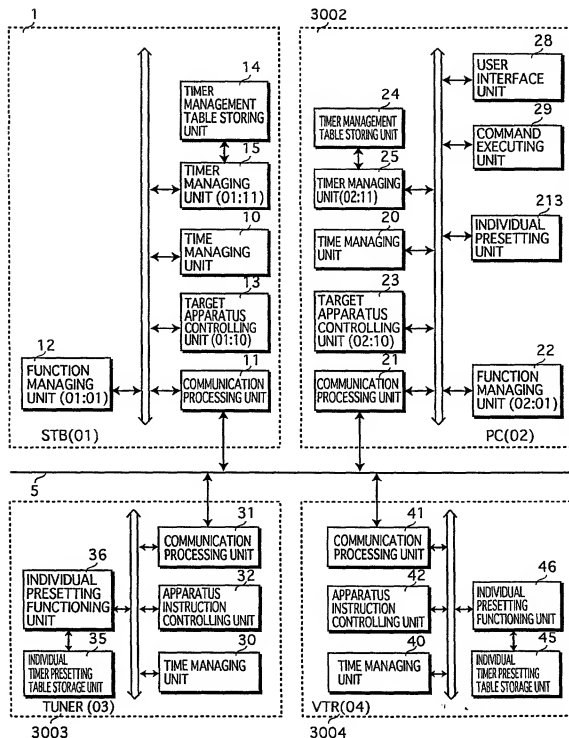 1
14
TIMER
MANAGEMENT
TABLE STORING
UNIT
15
TIMER
MANAGING
UNIT (01:11)
10
TIME
MANAGING
UNIT
13
TARGET
APPARATUS
CONTROLLING
UNIT (01:10)
12
FUNCTION
MANAGING
UNIT (01:01)
11
COMMUNICATION
PROCESSING UNIT
STB(01)
3002
28
USER
INTERFACE
UNIT
24
TIMER MANAGEMENT
TABLE STORING UNIT
29
COMMAND
EXECUTING
UNIT
25
TIMER MANAGING
UNIT(02:11)
213
INDIVIDUAL
PRESETTING
UNIT
20
TIME MANAGING
UNIT
23
TARGET
APPARATUS
CONTROLLING
UNIT (02:10)
21
COMMUNICATION
PROCESSING UNIT
22
FUNCTION
MANAGING
UNIT (02:01)
PC(02)
5
31
COMMUNICATION
PROCESSING UNIT
36
INDIVIDUAL
PRESETTING
FUNCTIONING
UNIT
32
APPARATUS
INSTRUCTION
CONTROLLING UNIT
35
INDIVIDUAL
TIMER PRESETTING
TABLE STORAGE UNIT
30
TIME MANAGING
UNIT
TUNER (03)
3003
41
COMMUNICATION
PROCESSING UNIT
42
APPARATUS
INSTRUCTION
CONTROLLING UNIT
46
INDIVIDUAL
PRESETTING
FUNCTIONING UNIT
40
TIME MANAGING
UNIT
45
INDIVIDUAL
TIMER PRESETTING
TABLE STORAGE UNIT
VTR(04)
3004